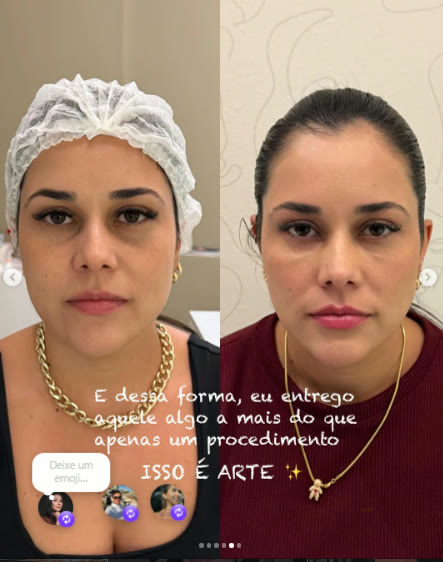 E dessa forma, eu entrego
aquele algo a mais do que
apenas um procedimento
ISSO É ARTE ✨
Deixe um
emoji...